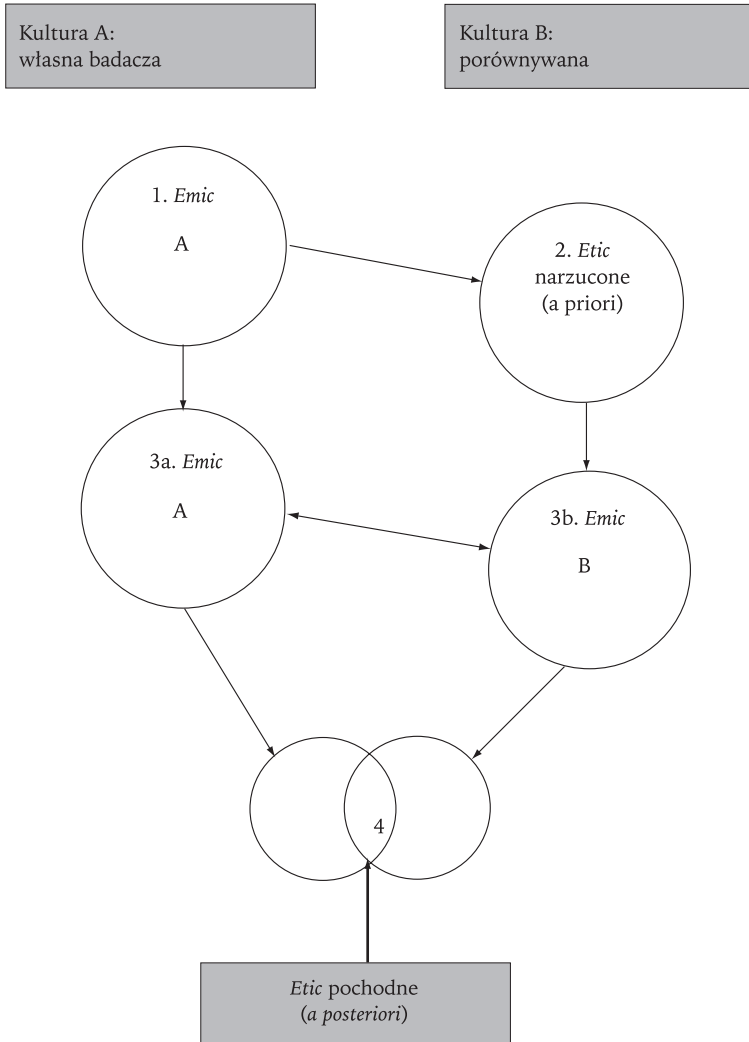 Kultura A:
własna badacza
Kultura B:
porównywana
1. Emic
A
2. Etic
narzucone
(a priori)
3a. Emic
A
3b. Emic
B
4
Etic pochodne
(a posteriori)